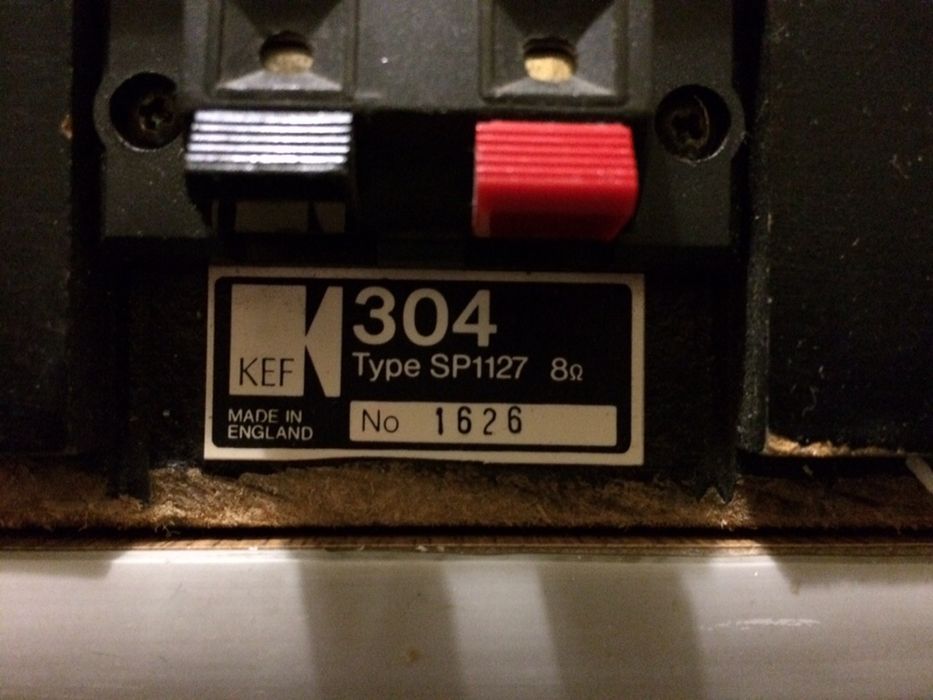 304
KEF
Type SP1127 8Ω
MADE IN
ENGLAND
No 1626